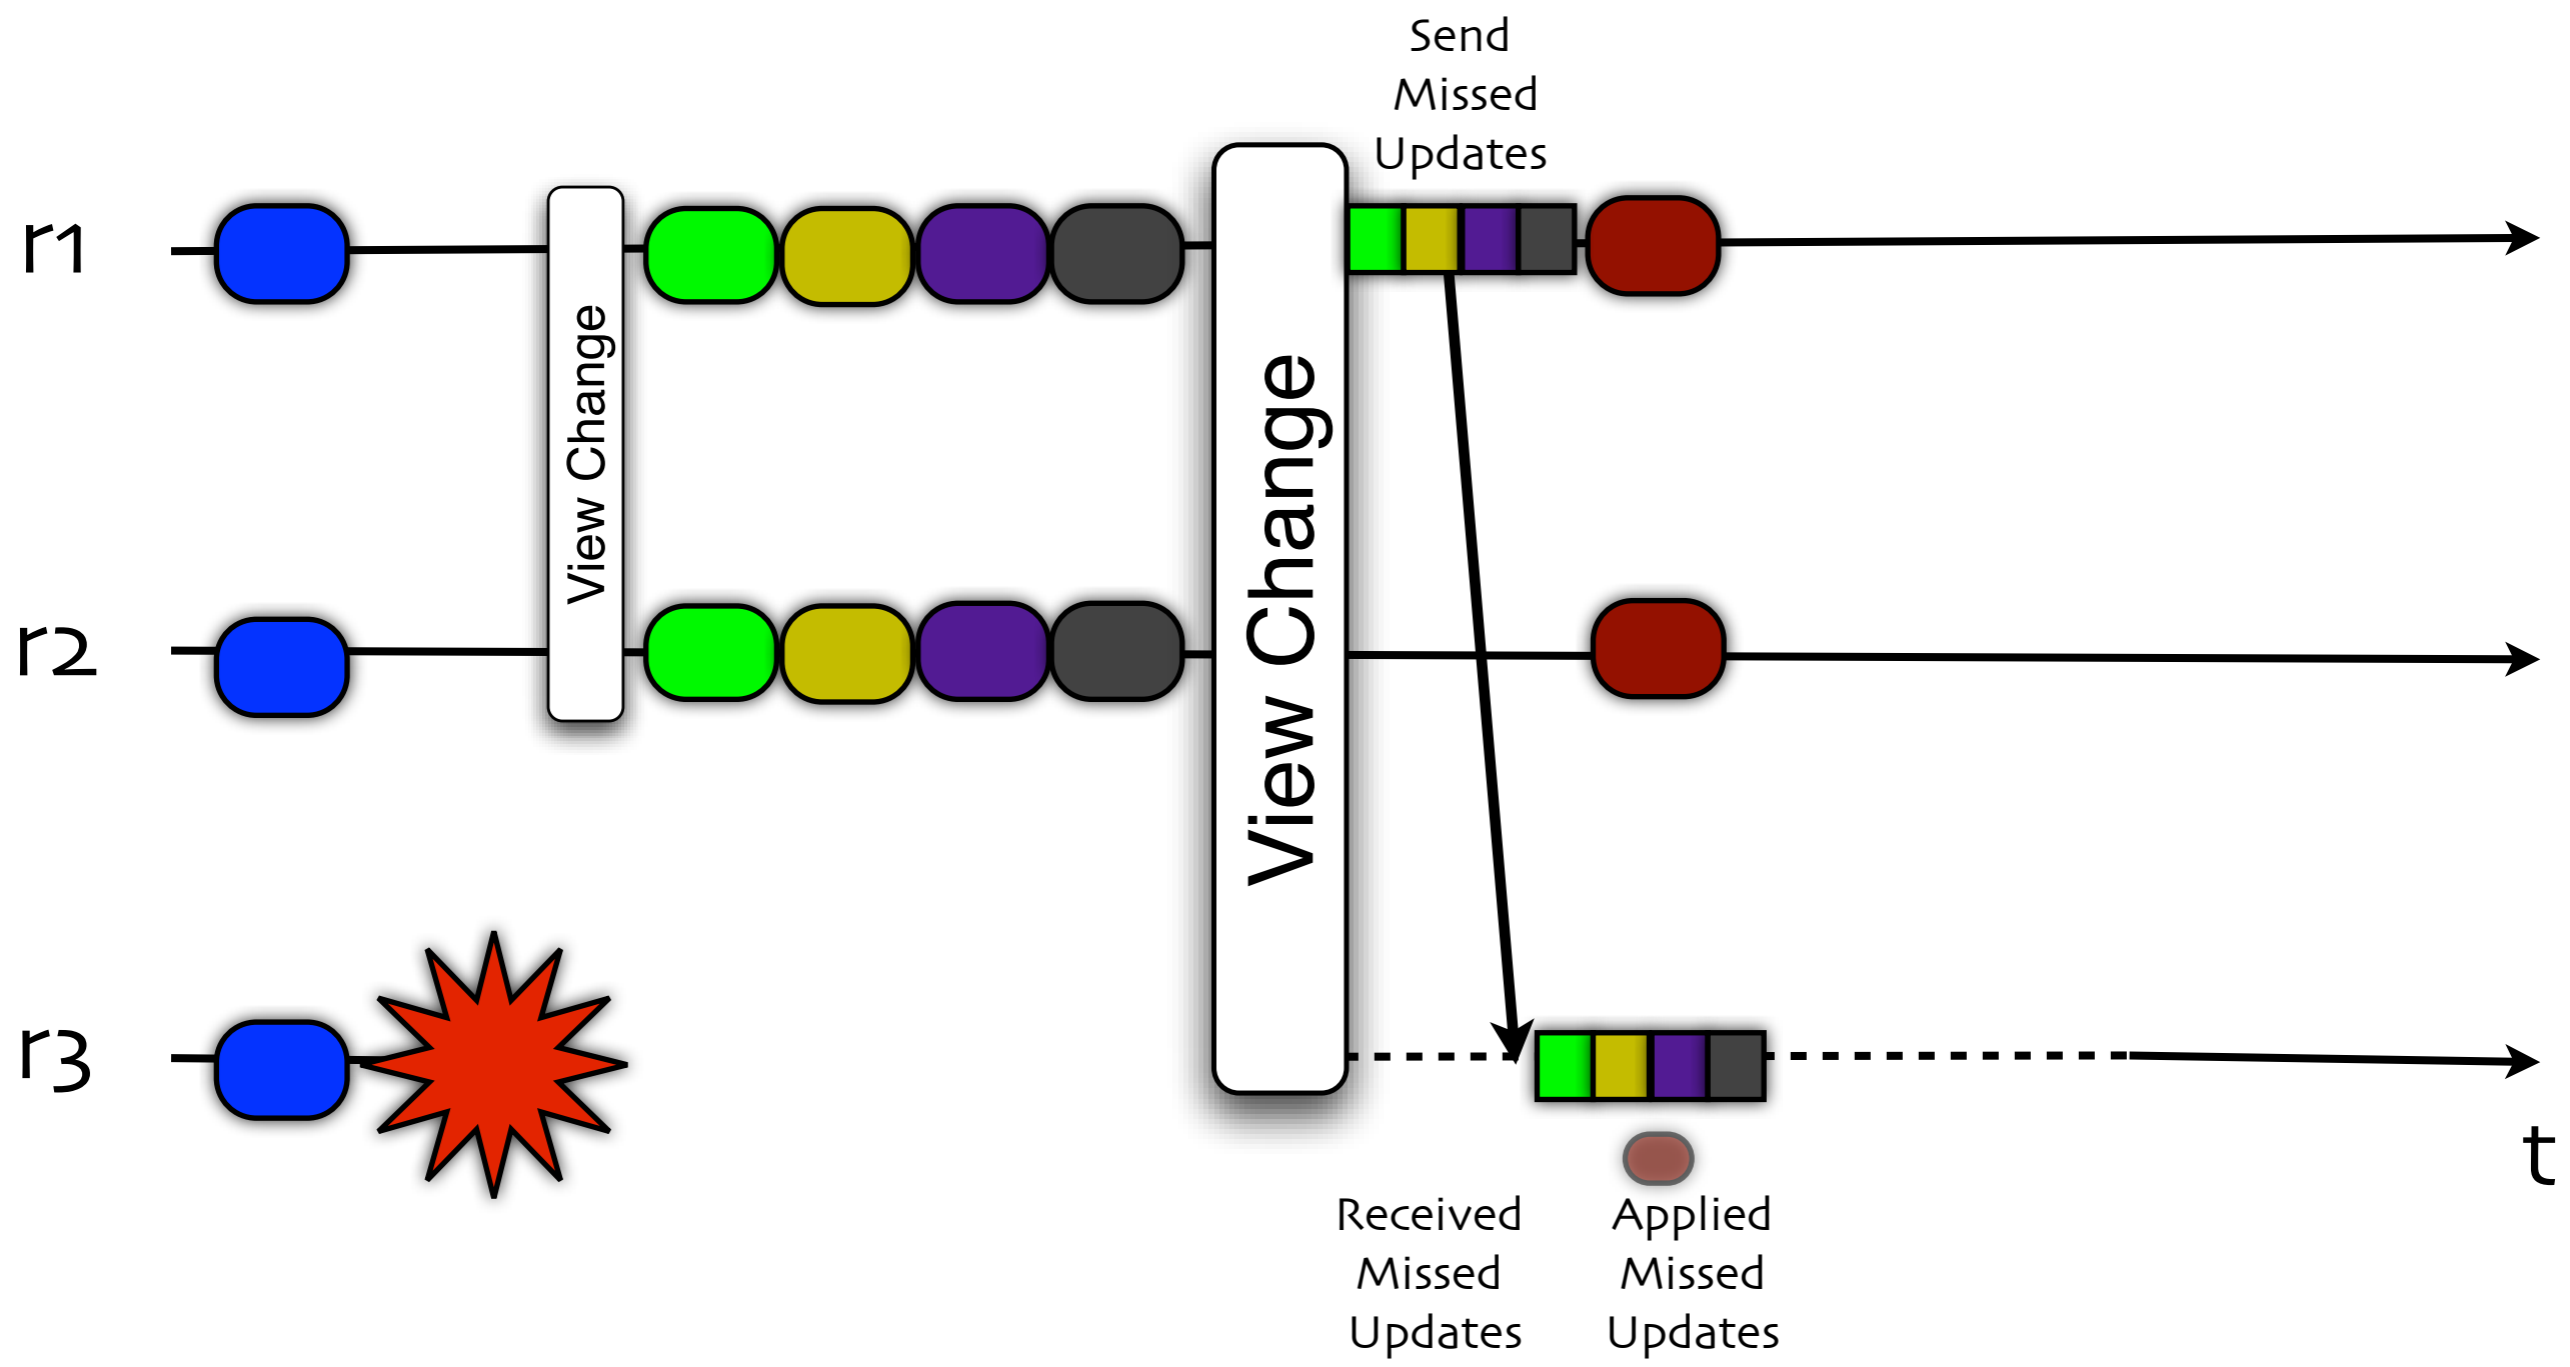 Send
Missed
Updates
r1
View Change
View Change
r2
r3
t
Received
Missed
Updates
Applied
Missed
Updates